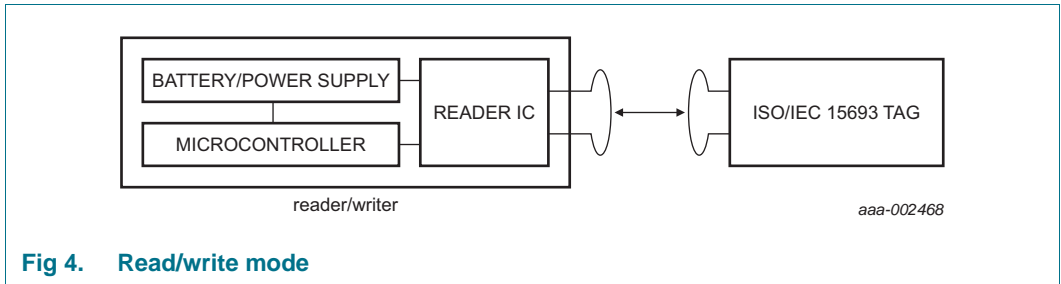 BATTERY/POWER SUPPLY
MICROCONTROLLER
READER IC
ISO/IEC 15693 TAG
reader/writer
aaa-002468
Fig 4. Read/write mode